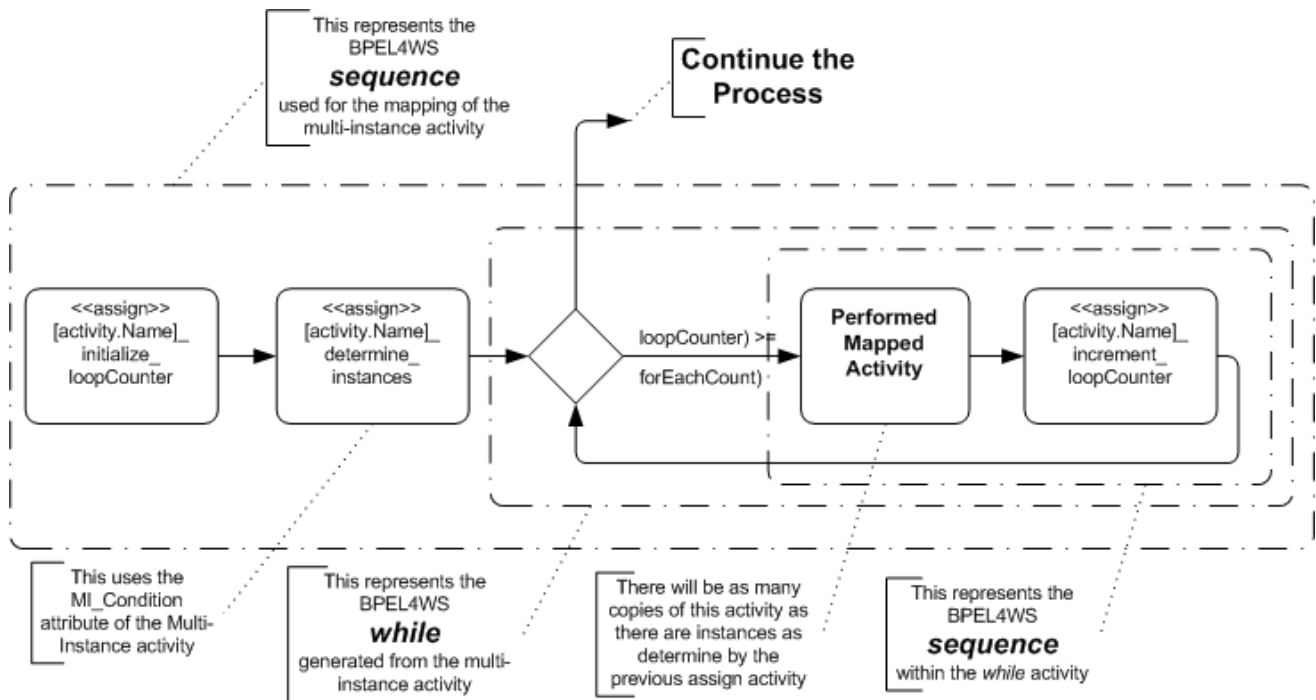 This represents the
BPEL4WS
sequence
used for the mapping of the
multi-instance activity
Continue the
Process
<<assign>>
[activity.Name]_
initialize_
loopCounter
<<assign>>
[activity.Name]_
determine_
instances
loopCounter) >=
forEachCount)
Performed
Mapped
Activity
<<assign>>
[activity.Name]_
increment_
loopCounter
This uses the
MI_Condition
attribute of the Multi-
Instance activity
This represents the
BPEL4WS
while
generated from the multi-
instance activity
There will be as many
copies of this activity as
there are instances as
determine by the
previous assign activity
This represents the
BPEL4WS
sequence
within the while activity